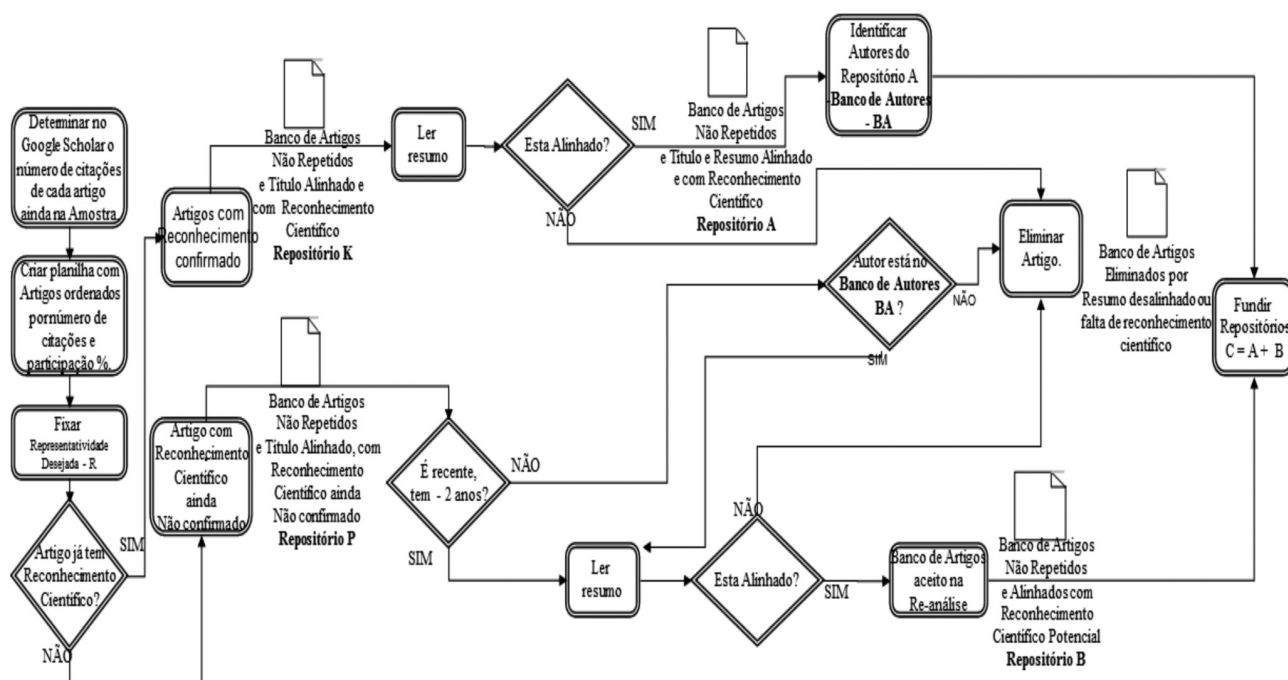 Determinar no
Google Scholar o
número de citações
de cada artigo
ainda na Amostra.
Criar planilha com
Artigos ordenados
pornúmero de
citações e
participação %.
Fixar
Representatividade
Desejada - R
Artigo já tem
Reconhecimento
Científico?
SIM
NÃO
Artigos com
Reconhecimento
confirmado
Banco de Artigos
Não Repetidos
e Título Alinhado e
com Reconhecimento
Científico
Repositório K
Ler
resumo
Esta Alinhado?
SIM
NÃO
Banco de Artigos
Não Repetidos
e Título e Resumo Alinhado
e com Reconhecimento
Científico
Repositório A
Identificar
Autores do
Repositório A
-Banco de Autores
- BA
Artigo com
Reconhecimento
Científico
ainda
Não confirmado
Banco de Artigos
Não Repetidos
e Título Alinhado, com
Reconhecimento
Científico ainda
Não confirmado
Repositório P
É recente,
tem - 2 anos?
NÃO
SIM
Autor está no
Banco de Autores
BA ?
NÃO
SIM
Eliminar
Artigo.
Banco de Artigos
Eliminados por
Resumo desalinhado ou
falta de reconhecimento
científico
Ler
resumo
Esta Alinhado?
NÃO
SIM
Banco de Artigos
aceito na
Re-análise
Banco de Artigos
Não Repetidos
e Alinhados com
Reconhecimento
Científico Potencial
Repositório B
Fundir
Repositórios
C = A + B